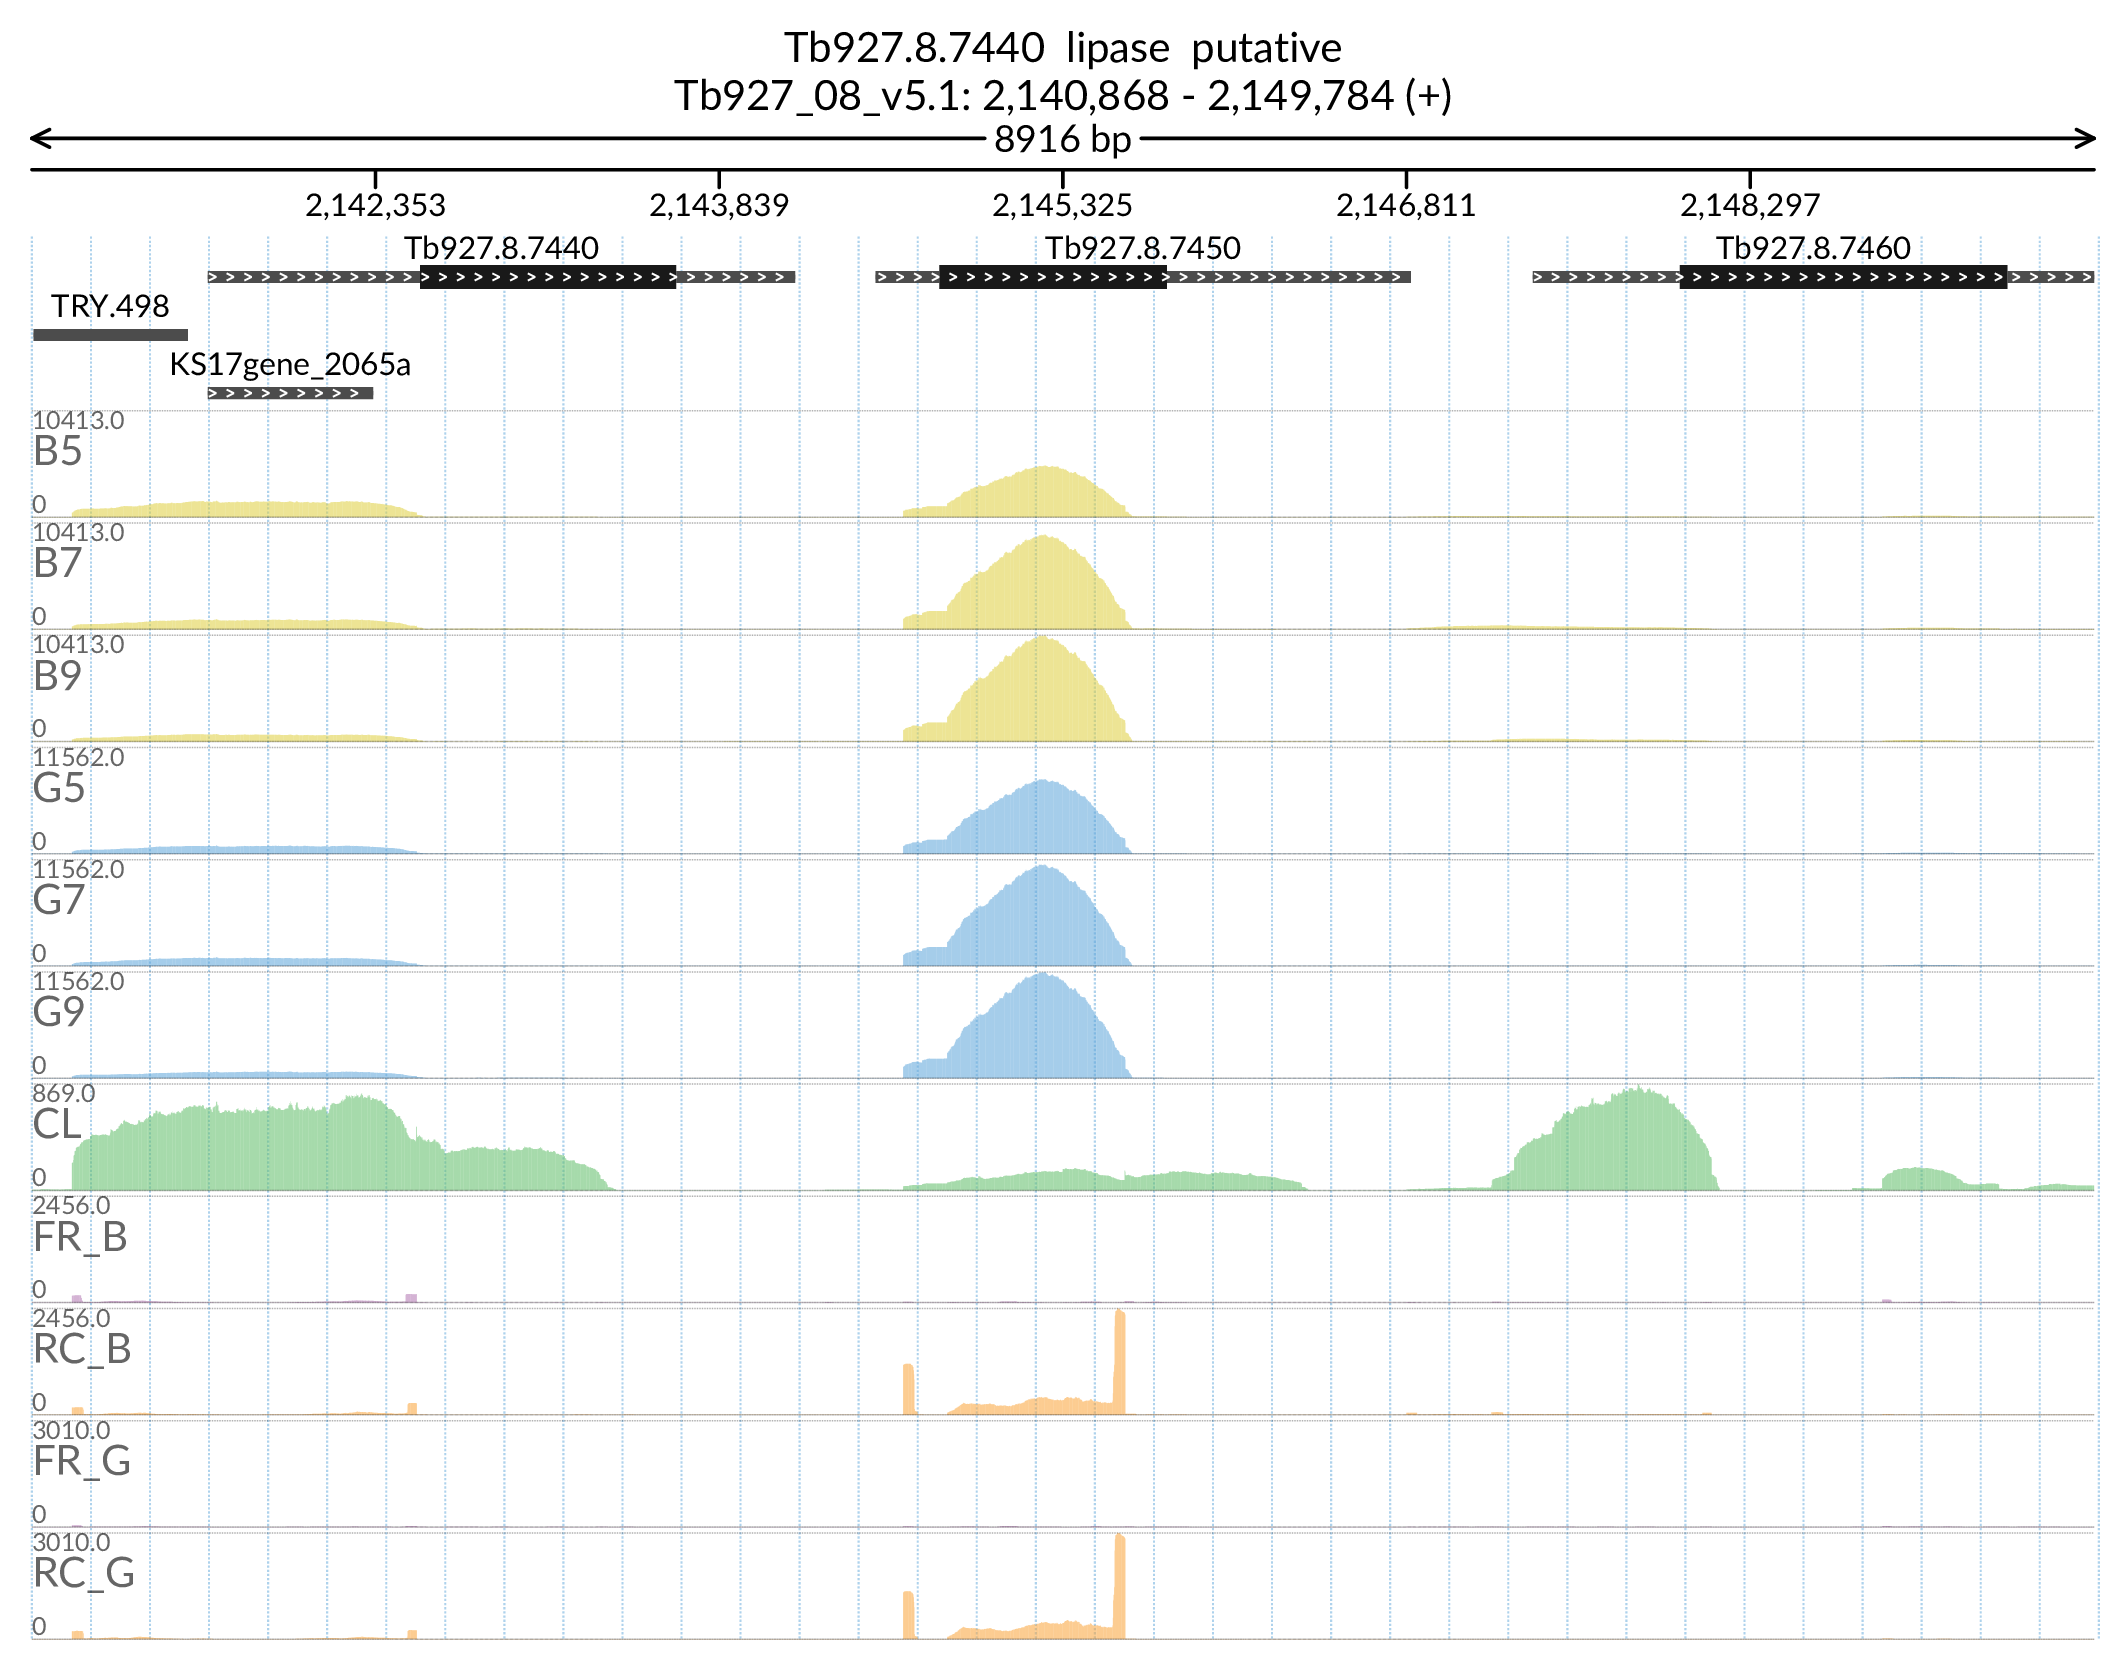 Tb927.8.7440 lipase putative
Tb927_08_v5.1: 2,140,868 - 2,149,784 (+)
8916 bp
2,142,353 2,143,839 2,145,325 2,146,811 2,148,297
Tb927.8.7440 Tb927.8.7450 Tb927.8.7460
TRY.498
KS17gene_2065a
10413.0
B5
0
10413.0
B7
0
10413.0
B9
0
11562.0
G5
0
11562.0
G7
0
11562.0
G9
0
869.0
CL
0
2456.0
FR_B
0
2456.0
RC_B
0
3010.0
FR_G
0
3010.0
RC_G
0